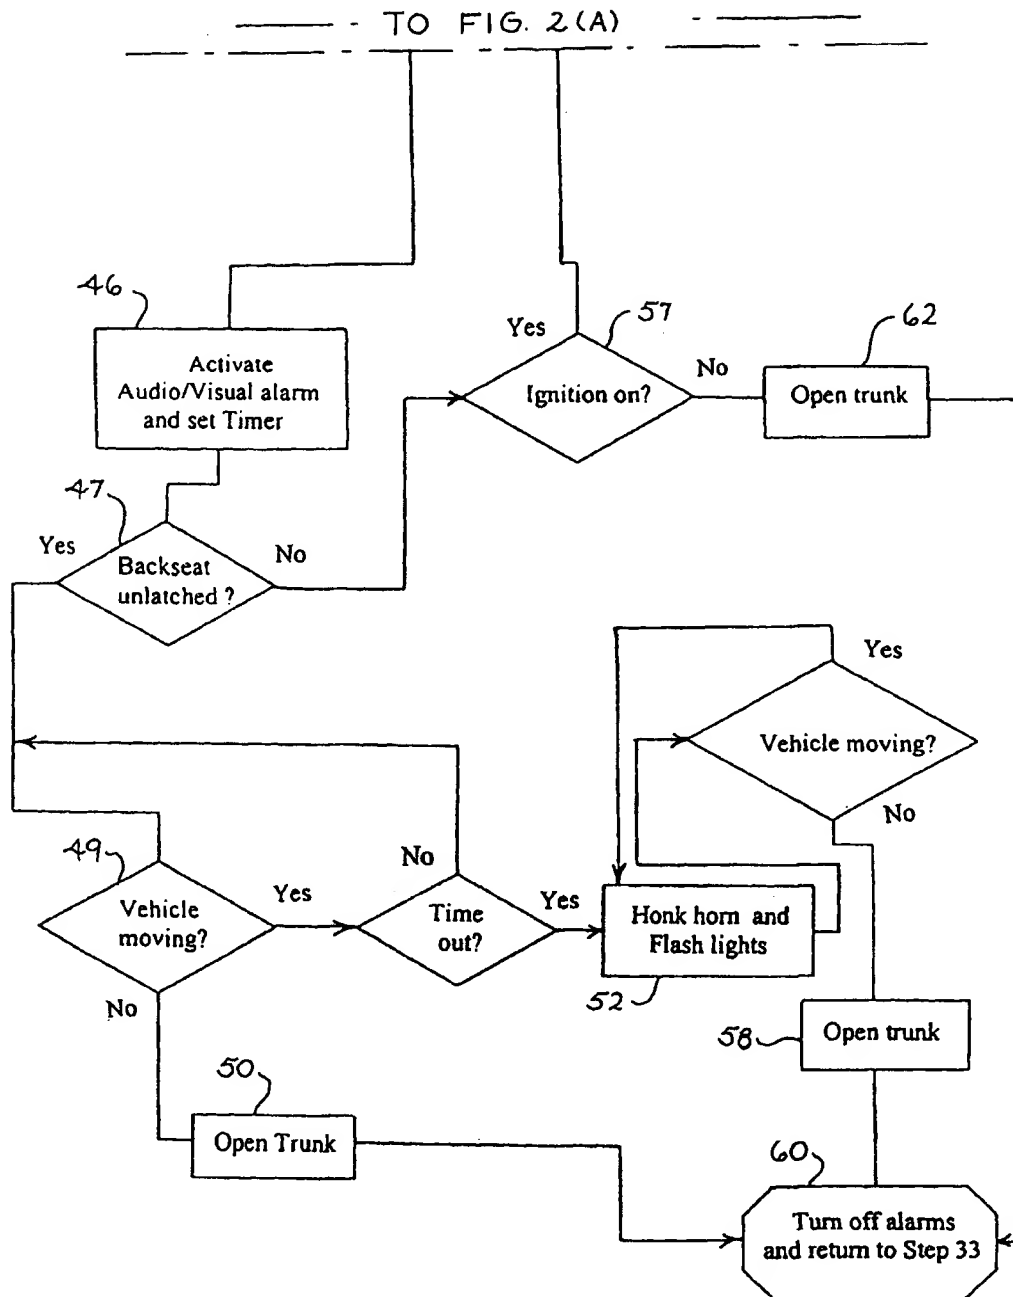 TO FIG. 2(A)
46
Activate
Audio/Visual alarm
and set Timer
Yes
57
Ignition on?
No
62
Open trunk
47
Yes
Backseat
unlatched ?
No
Yes
Vehicle moving?
No
49
Vehicle
moving?
Yes
No
No
Time
out?
Yes
Honk horn and
Flash lights
52
58
Open trunk
50
Open Trunk
60
Turn off alarms
and return to Step 33